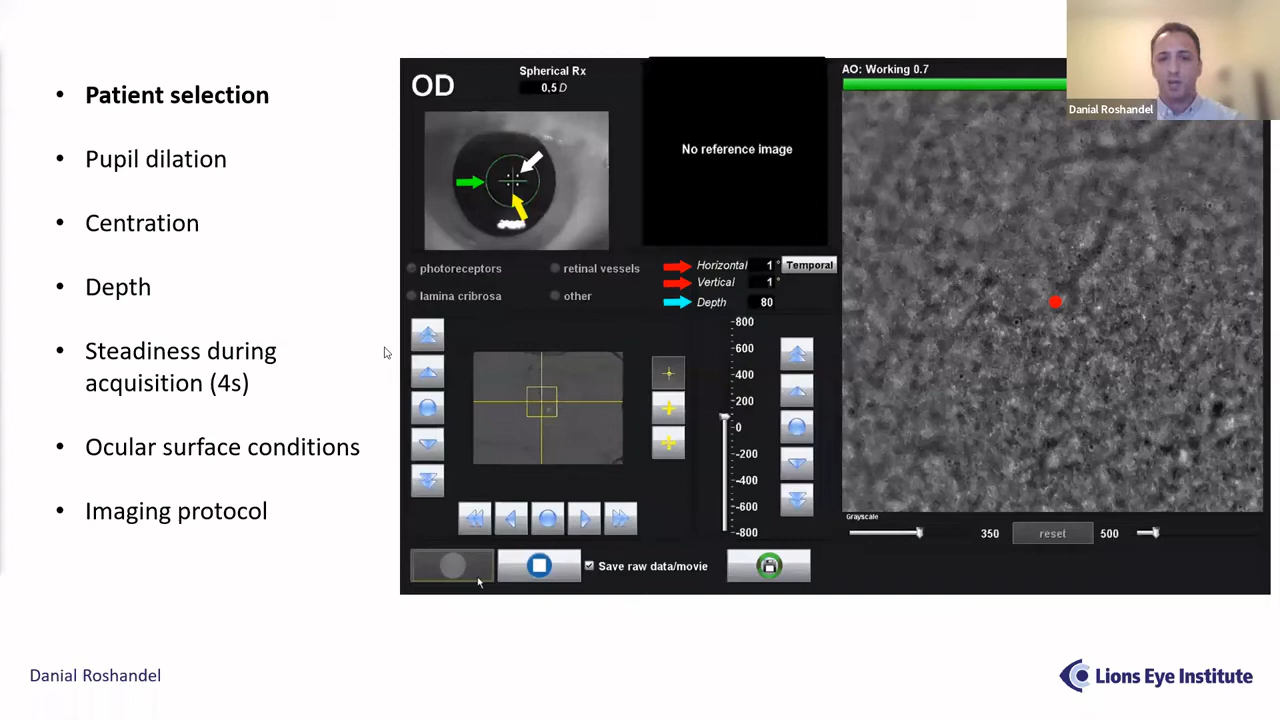 • Patient selection
• Pupil dilation
• Centration
• Depth
• Steadiness during
acquisition (4s)
• Ocular surface conditions
• Imaging protocol
OD
Spherical Rx
0,5 D
No reference image
AO: Working 0.7
Danial Roshandel
photoreceptors
retinal vessels
lamina cribrosa
other
Horizontal 1 ° Temporal
Vertical 1 °
Depth 80
800
600
400
200
0
-200
-400
-600
-800
Grayscale
350
reset
500
Save raw data/movie
Danial Roshandel
Lions Eye Institute